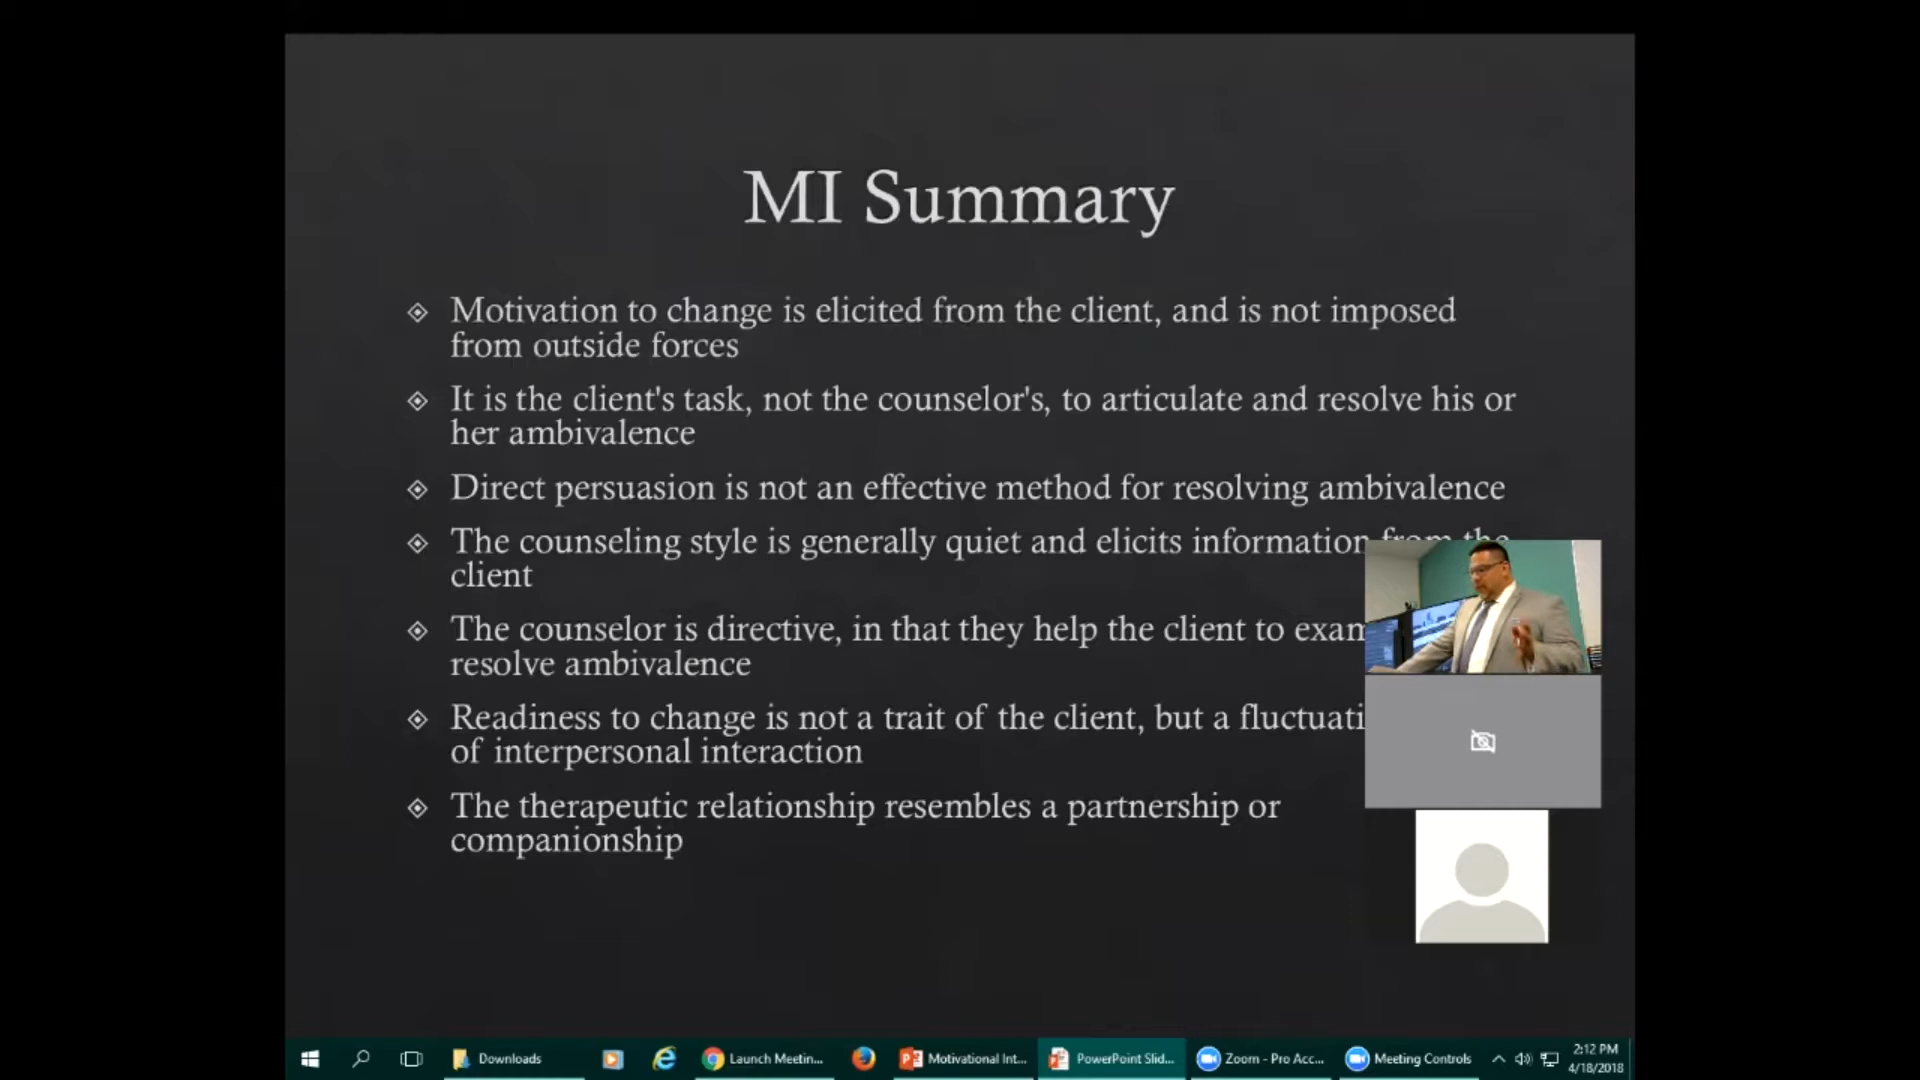 MI Summary
Motivation to change is elicited from the client, and is not imposed
from outside forces
It is the client's task, not the counselor's, to articulate and resolve his or
her ambivalence
Direct persuasion is not an effective method for resolving ambivalence
The counseling style is generally quiet and elicits information from the
client
The counselor is directive, in that they help the client to exam
resolve ambivalence
Readiness to change is not a trait of the client, but a fluctuati
of interpersonal interaction
The therapeutic relationship resembles a partnership or
companionship
Downloads
Launch Meetin...
Motivational Int...
PowerPoint Slid...
Zoom - Pro Acc...
Meeting Controls
2:12 PM
4/18/2018